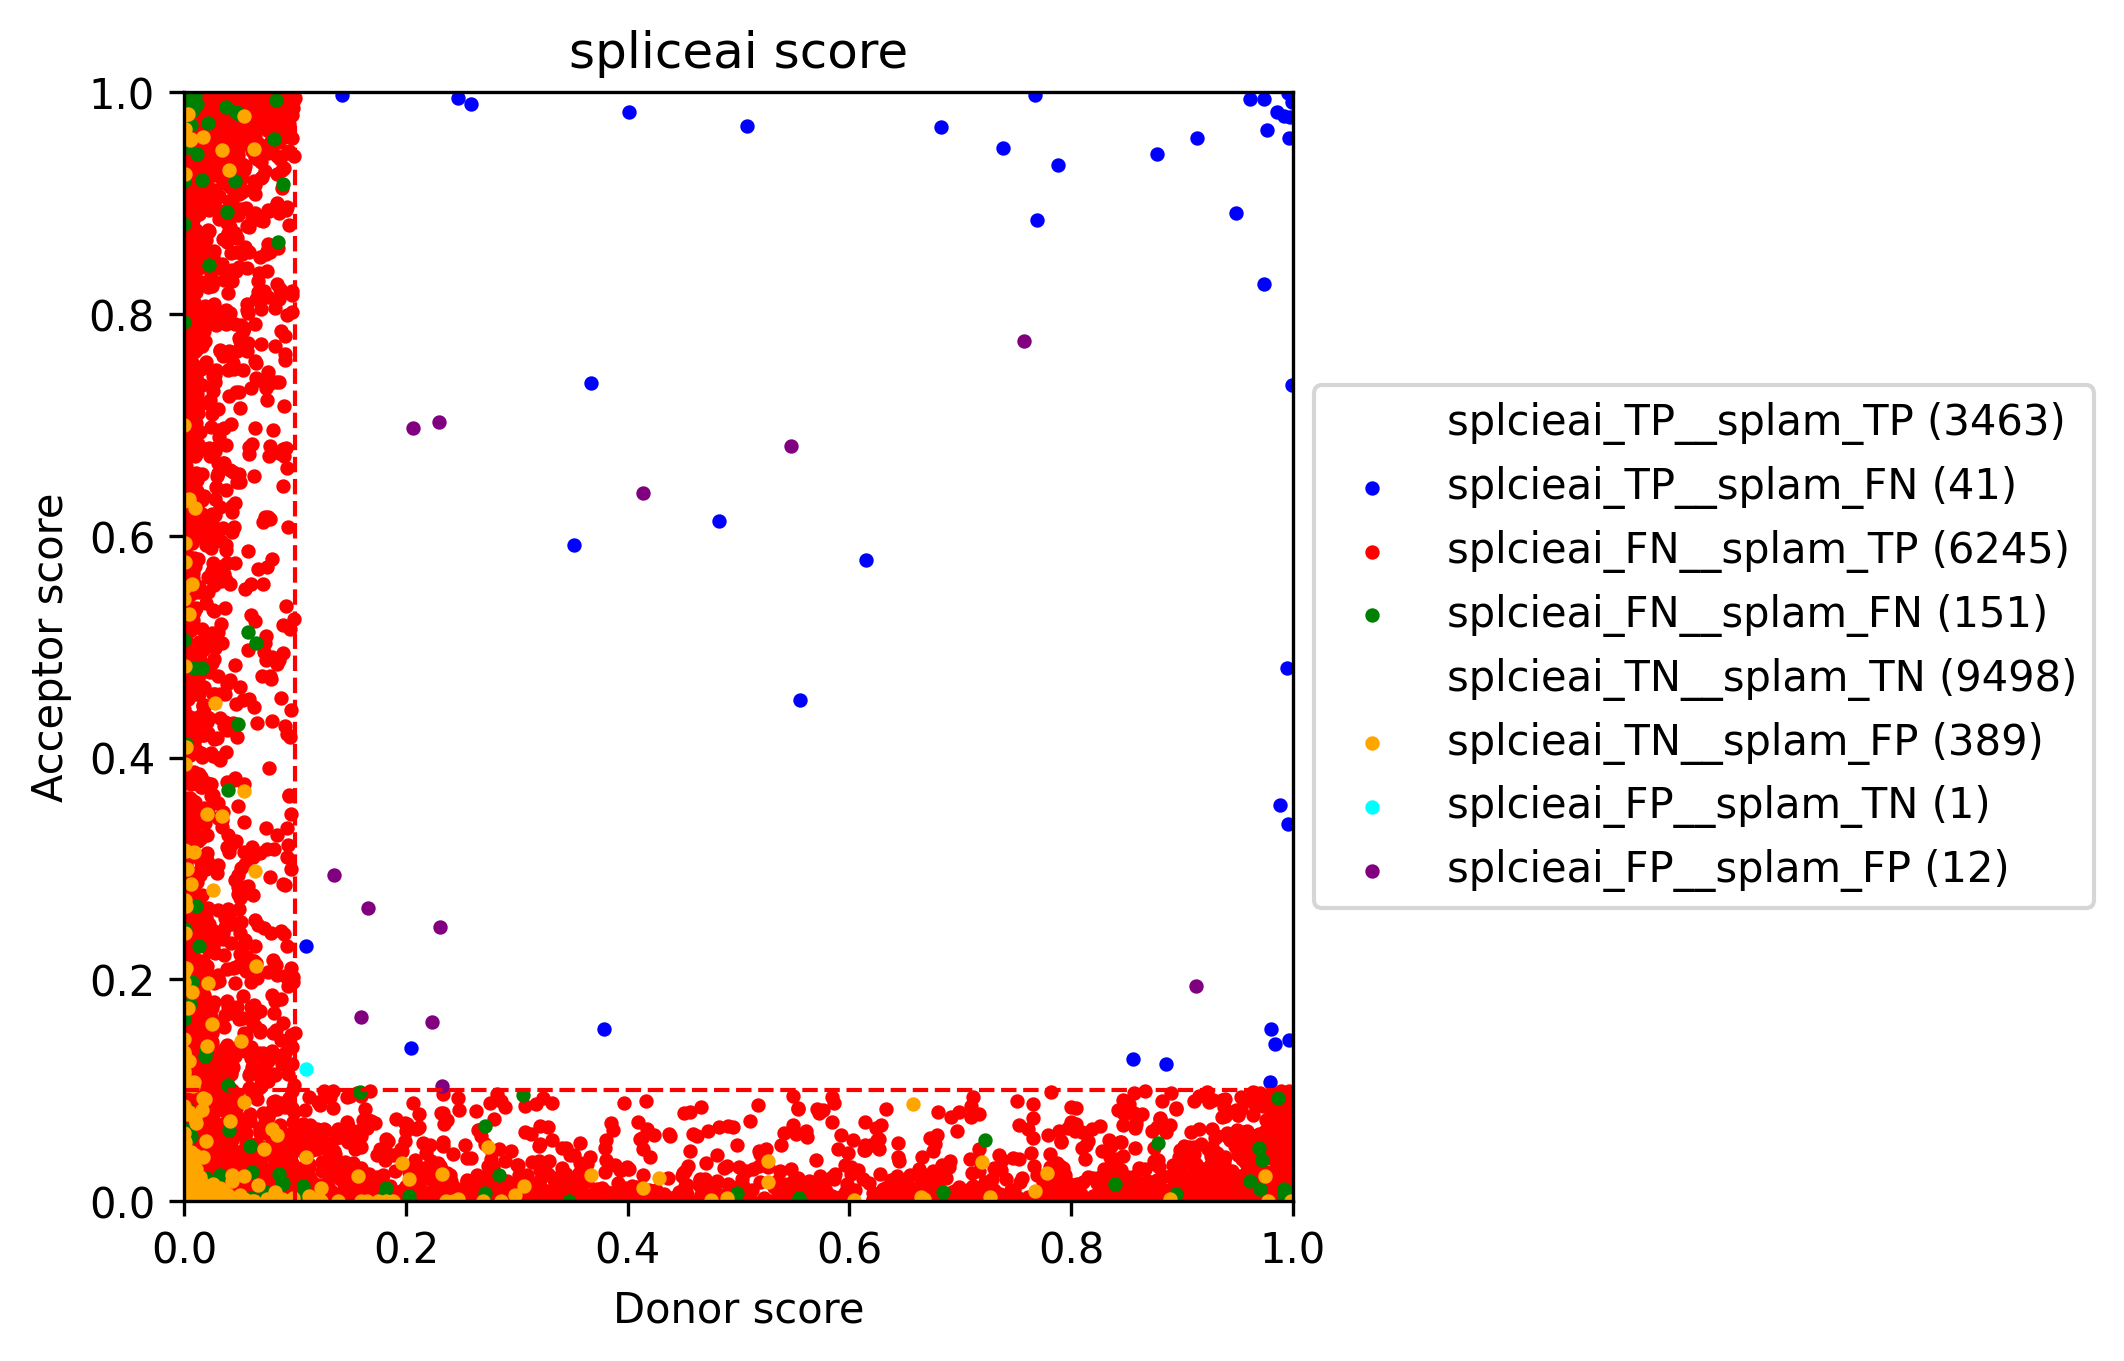 spliceai score
1.0
0.8
0.6
0.4
0.2
0.0
Acceptor score
0.0 0.2 0.4 0.6 0.8 1.0
Donor score
splcieai_TP__splam_TP (3463)
splcieai_TP__splam_FN (41)
splcieai_FN__splam_TP (6245)
splcieai_FN__splam_FN (151)
splcieai_TN__splam_TN (9498)
splcieai_TN__splam_FP (389)
splcieai_FP__splam_TN (1)
splcieai_FP__splam_FP (12)